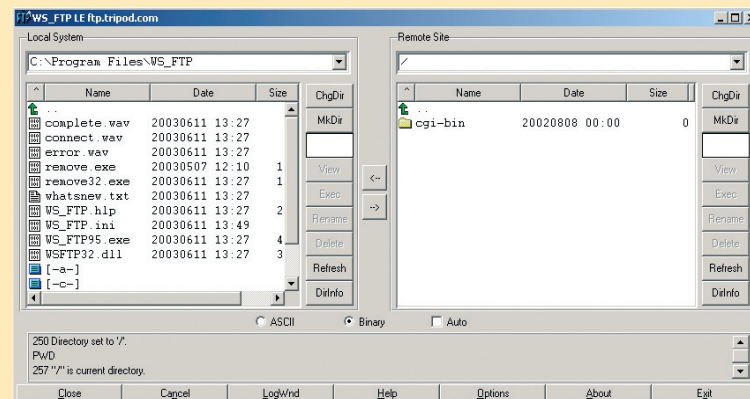 WS_FTP LE ftp.tripod.com
Local System
C:\Program Files\WS_FTP
^ Name Date Size
..
complete.wav 20030611 13:27
connect.wav 20030611 13:27
error.wav 20030611 13:27
remove.exe 20030507 12:10 1
remove32.exe 20030611 13:27 1
whatsnew.txt 20030611 13:27
WS_FTP.hlp 20030611 13:27 2
WS_FTP.ini 20030611 13:49
WS_FTP95.exe 20030611 13:27 4
WSFTP32.dll 20030611 13:27 3
[-a-]
[-c-]
ChgDir
MkDir
View
Exec
Rename
Delete
Refresh
DirInfo
<--
-->
Remote Site
/
^ Name Date Size
..
cgi-bin 20020808 00:00 0
ChgDir
MkDir
View
Exec
Rename
Delete
Refresh
DirInfo
ASCII Binary Auto
250 Directory set to '/'.
PWD
257 "/" is current directory.
Close Cancel LogWnd Help Options About Exit